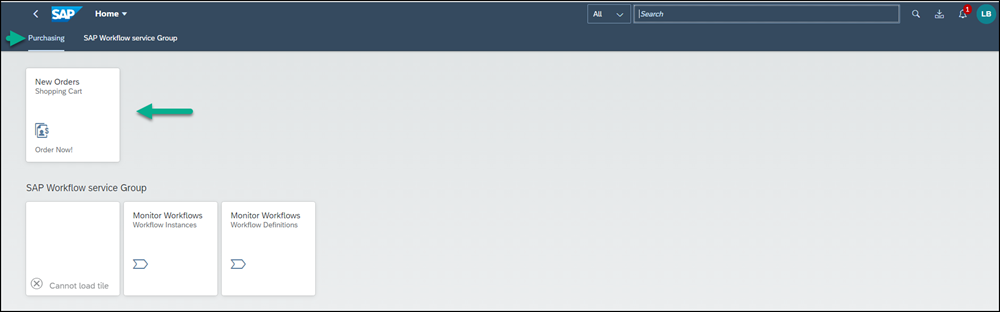 SAP
Home
All
Search
1
LB
Purchasing
SAP Workflow service Group
New Orders
Shopping Cart
Order Now!
SAP Workflow service Group
Cannot load tile
Monitor Workflows
Workflow Instances
Monitor Workflows
Workflow Definitions